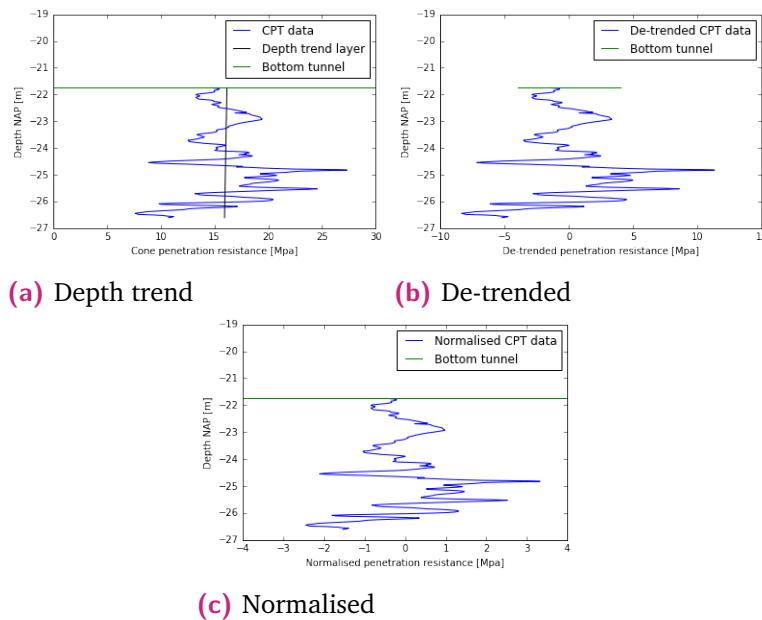 −19
−20
−21
−22
−23
−24
−25
−26
−27
Depth NAP [m]
CPT data
Depth trend layer
Bottom tunnel
0 5 10 15 20 25 30
Cone penetration resistance [Mpa]
(a) Depth trend
−19
−20
−21
−22
−23
−24
−25
−26
−27
Depth NAP [m]
De-trended CPT data
Bottom tunnel
−10 −5 0 5 10 15
De-trended penetration resistance [Mpa]
(b) De-trended
−19
−20
−21
−22
−23
−24
−25
−26
−27
Depth NAP [m]
Normalised CPT data
Bottom tunnel
−4 −3 −2 −1 0 1 2 3 4
Normalised penetration resistance [Mpa]
(c) Normalised